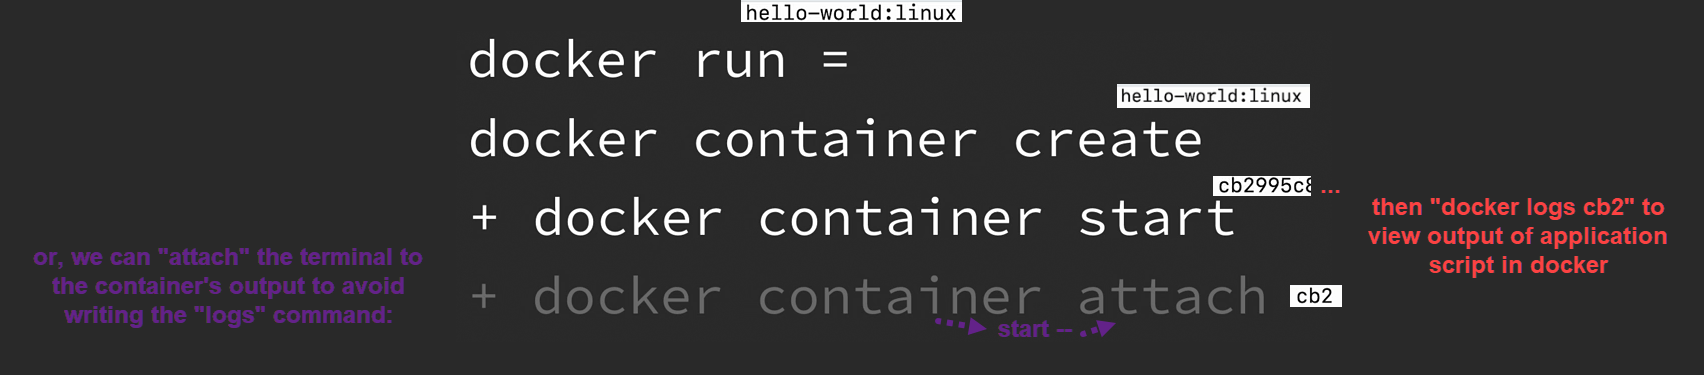 hello-world:linux
docker run =
hello-world:linux
docker container create
cb2995c8 ...
+ docker container start
then "docker logs cb2" to
view output of application
script in docker
or, we can "attach" the terminal to
the container's output to avoid
writing the "logs" command:
+ docker container attach cb2
start --